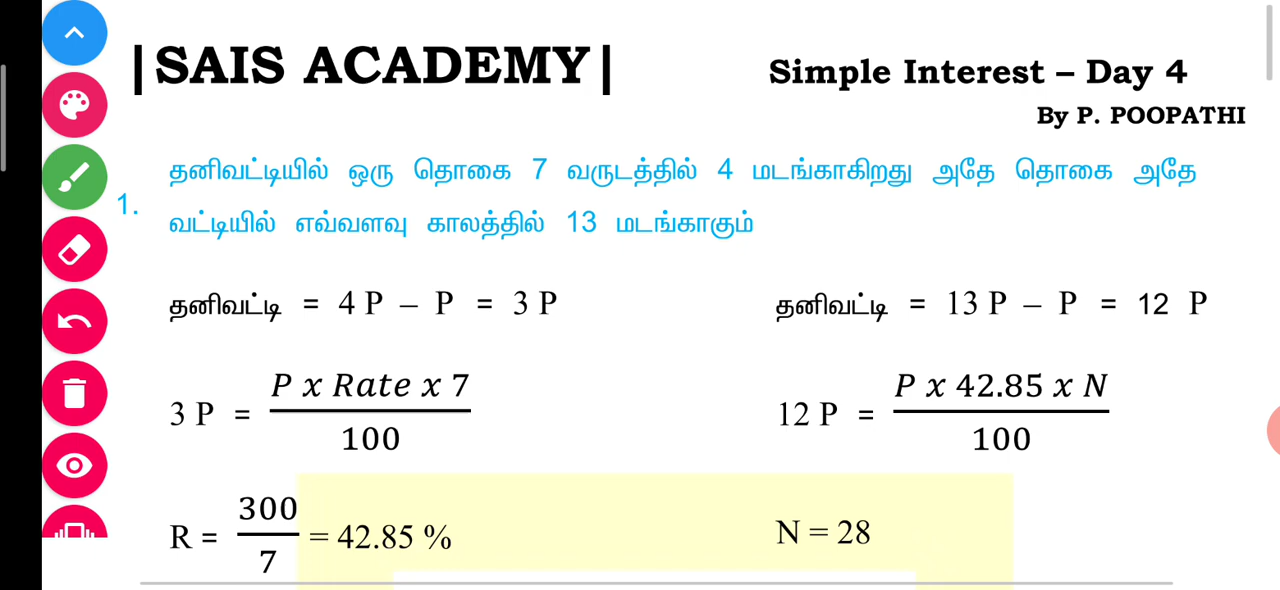 |SAIS ACADEMY|
Simple Interest – Day 4
By P. POOPATHI
1. தனிவட்டியில் ஒரு தொகை 7 வருடத்தில் 4 மடங்காகிறது அதே தொகை அதே
வட்டியில் எவ்வளவு காலத்தில் 13 மடங்காகும்
தனிவட்டி = 4 P – P = 3 P
தனிவட்டி = 13 P – P = 12 P
3 P = P x Rate x 7 / 100
12 P = P x 42.85 x N / 100
R = 300 / 7 = 42.85 %
N = 28